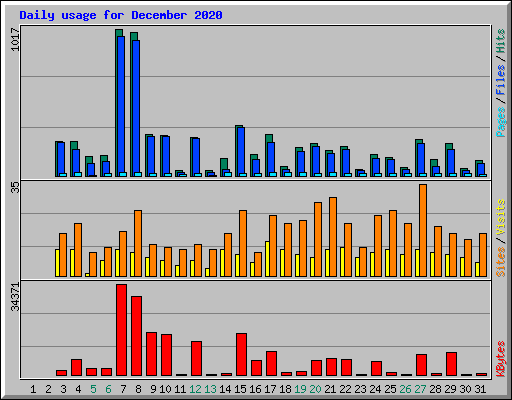 Daily usage for December 2020
1017
Pages / Files / Hits
35
Sites / Visits
34371
KBytes
1 2 3 4 5 6 7 8 9 10 11 12 13 14 15 16 17 18 19 20 21 22 23 24 25 26 27 28 29 30 31